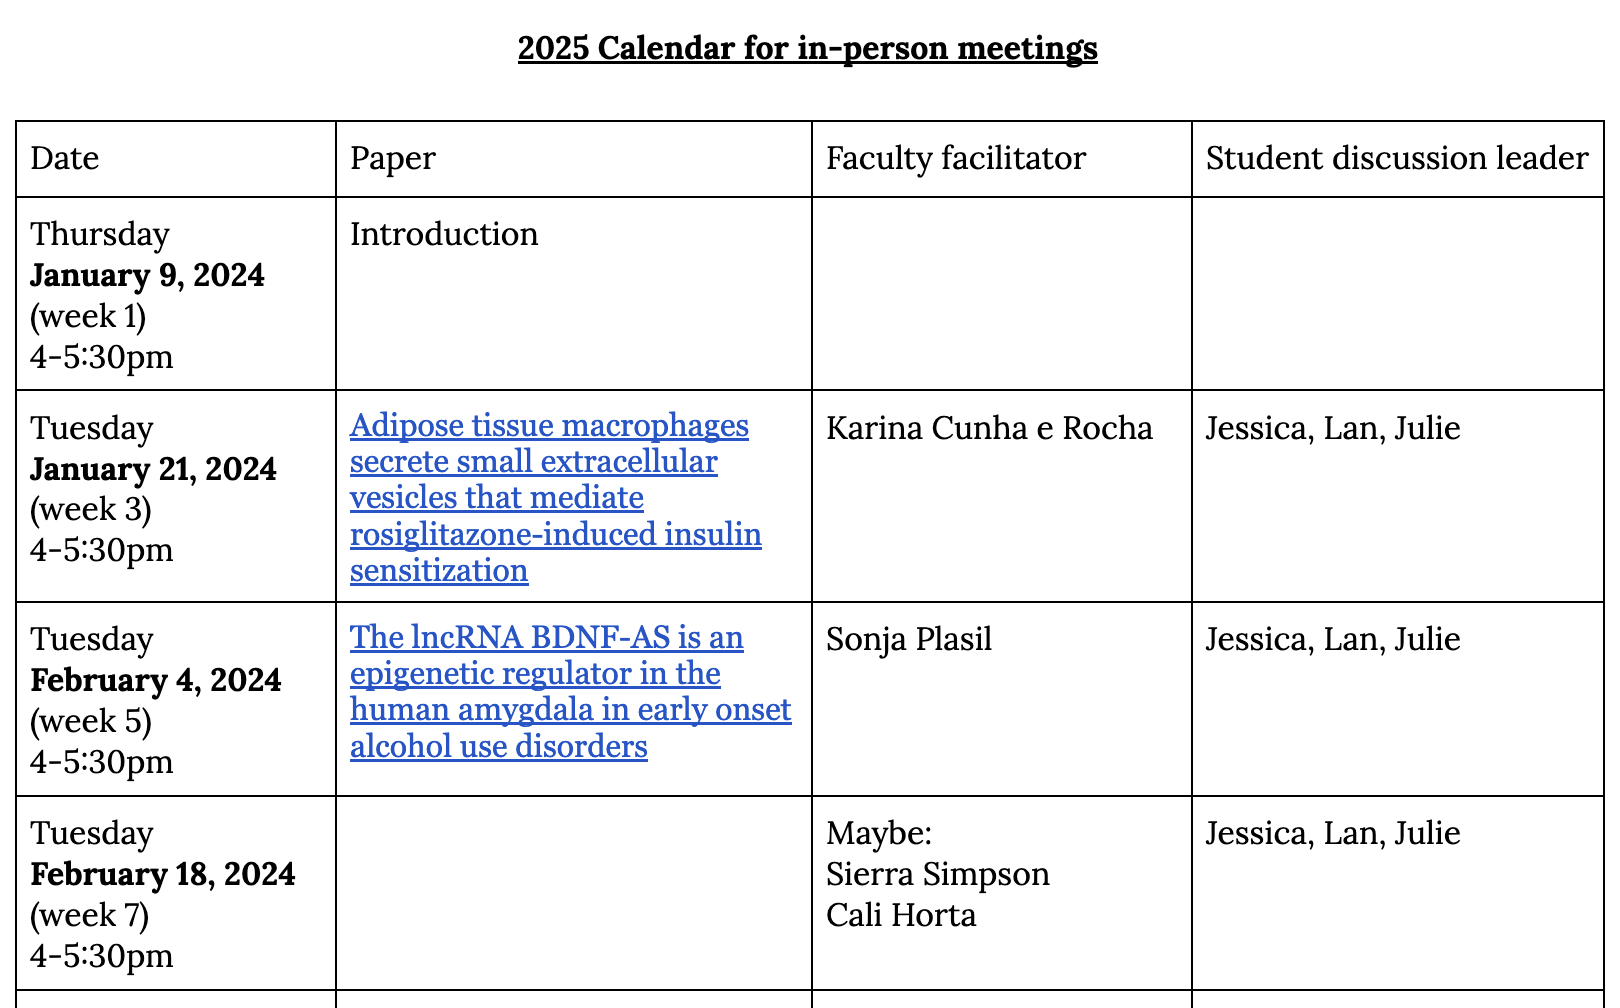 2025 Calendar for in-person meetings
Date
Paper
Faculty facilitator
Student discussion leader
Thursday
January 9, 2024
(week 1)
4-5:30pm
Introduction
Tuesday
January 21, 2024
(week 3)
4-5:30pm
Adipose tissue macrophages
secrete small extracellular
vesicles that mediate
rosiglitazone-induced insulin
sensitization
Karina Cunha e Rocha
Jessica, Lan, Julie
Tuesday
February 4, 2024
(week 5)
4-5:30pm
The lncRNA BDNF-AS is an
epigenetic regulator in the
human amygdala in early onset
alcohol use disorders
Sonja Plasil
Jessica, Lan, Julie
Tuesday
February 18, 2024
(week 7)
4-5:30pm
Maybe:
Sierra Simpson
Cali Horta
Jessica, Lan, Julie